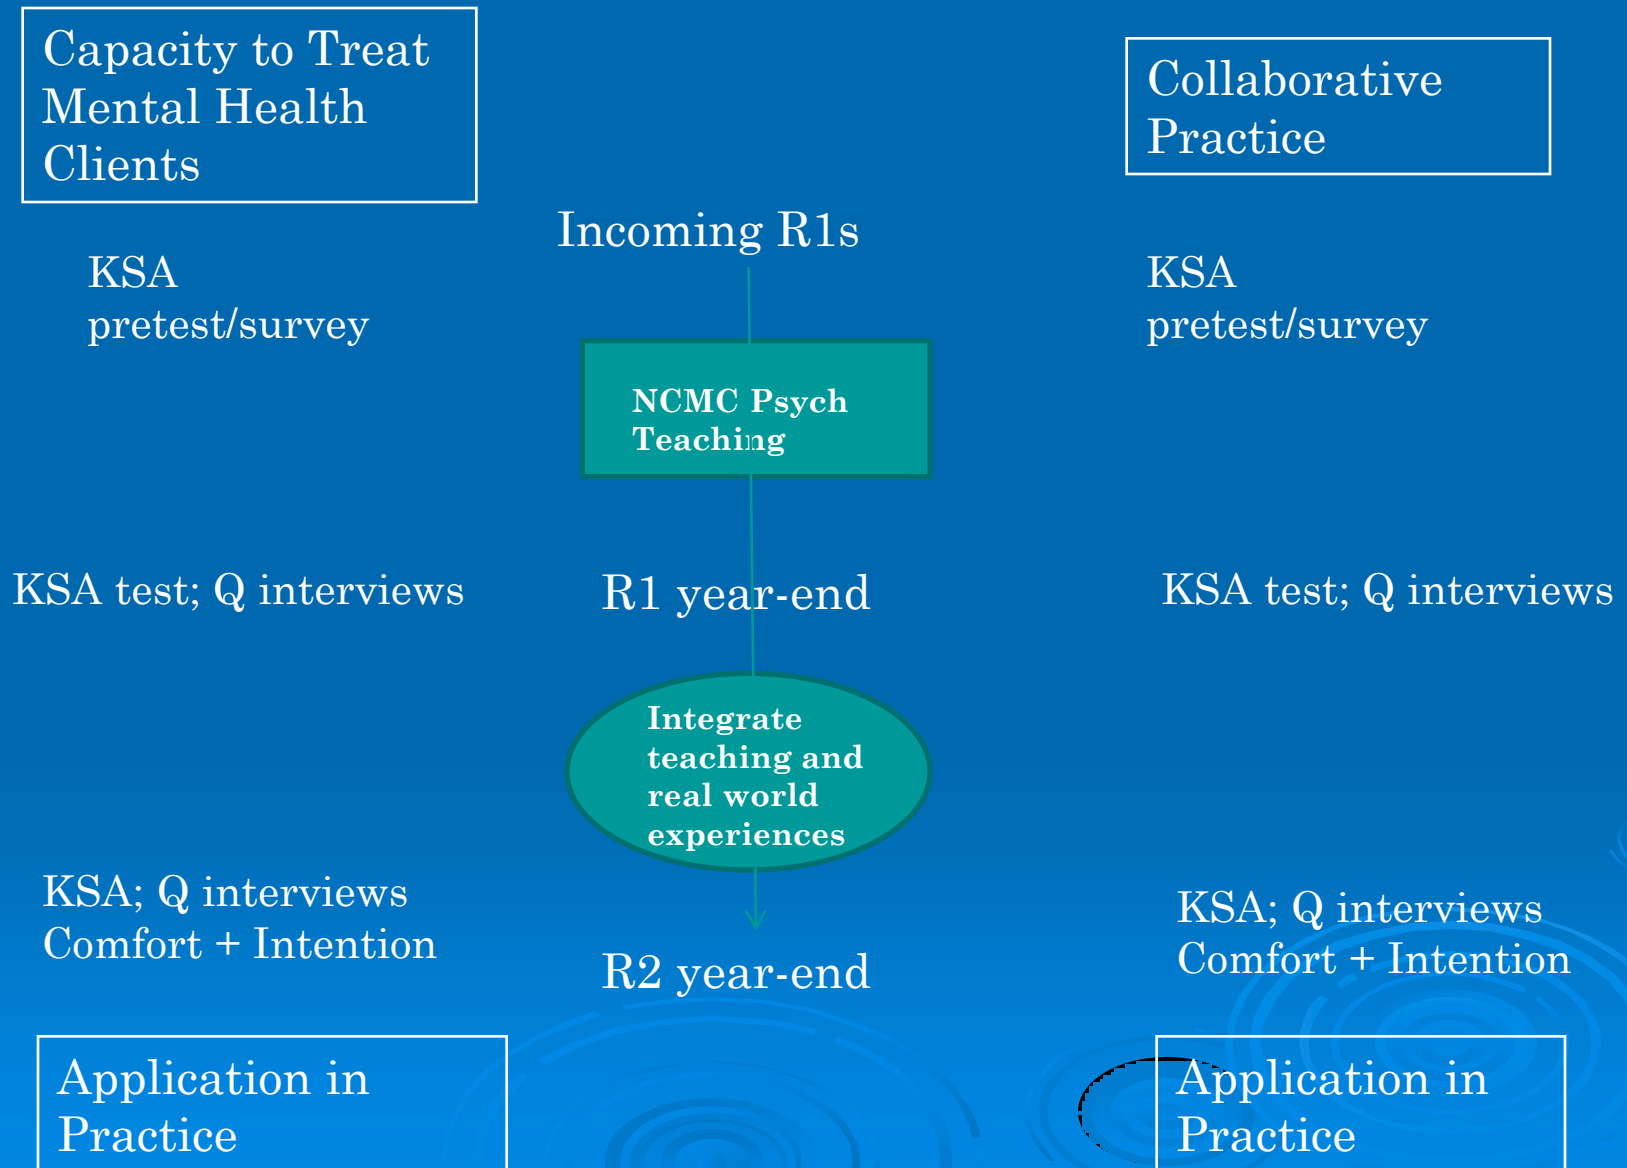 Capacity to Treat
Mental Health
Clients
Collaborative
Practice
Incoming R1s
KSA
pretest/survey
KSA
pretest/survey
NCMC Psych
Teaching
KSA test; Q interviews
R1 year-end
KSA test; Q interviews
Integrate
teaching and
real world
experiences
KSA; Q interviews
Comfort + Intention
KSA; Q interviews
Comfort + Intention
R2 year-end
Application in
Practice
Application in
Practice